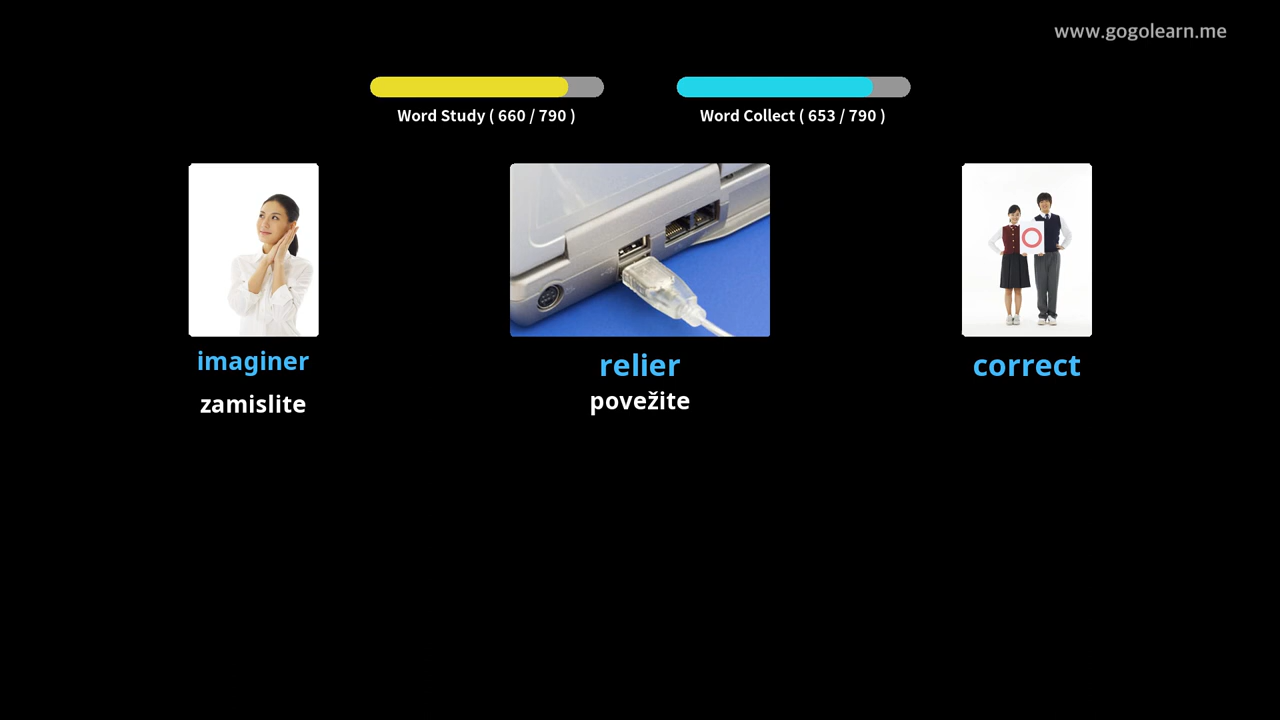 www.gogolearn.me
Word Study ( 660 / 790 )
Word Collect ( 653 / 790 )
imaginer
zamislite
relier
povežite
correct